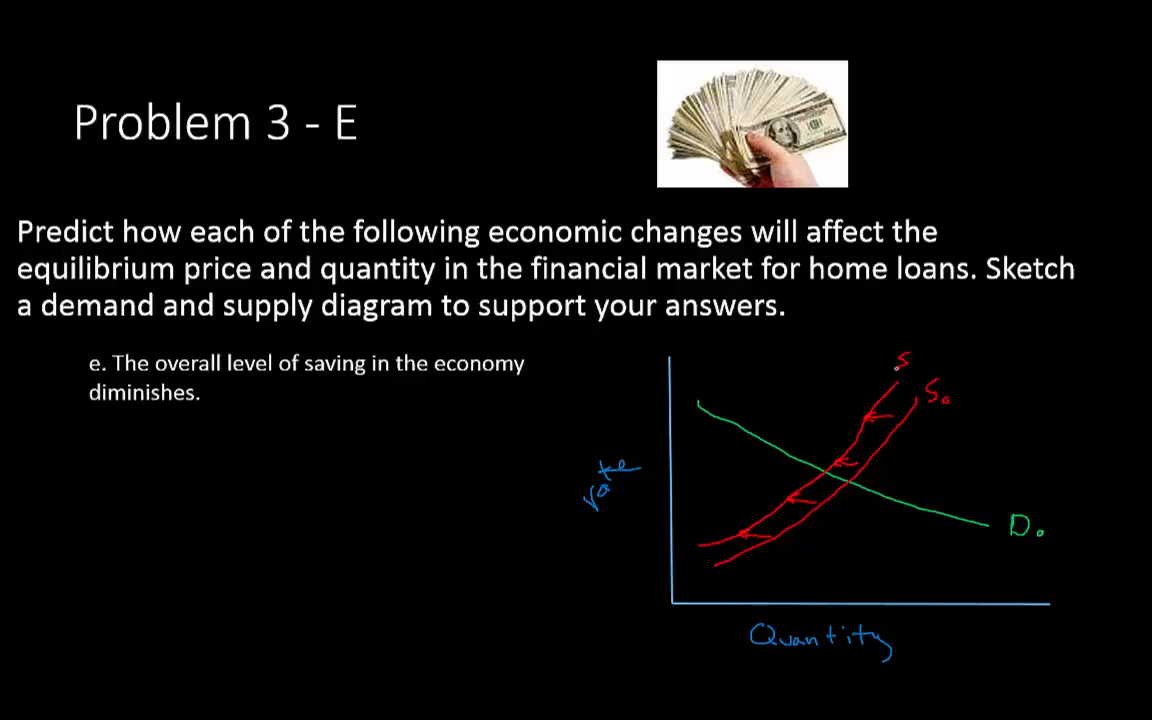 Problem 3 - E
Predict how each of the following economic changes will affect the
equilibrium price and quantity in the financial market for home loans. Sketch
a demand and supply diagram to support your answers.
e. The overall level of saving in the economy
diminishes.
S
S₀
rate
D₀
Quantity